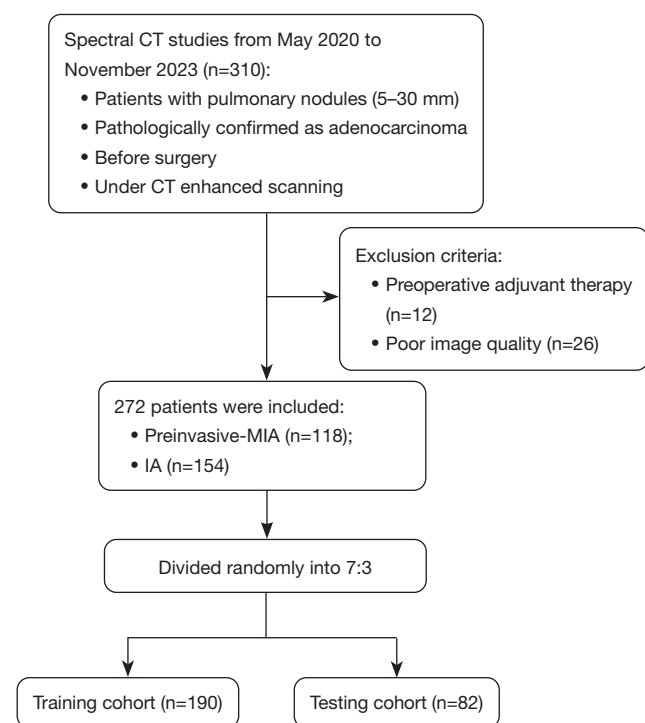 Spectral CT studies from May 2020 to
November 2023 (n=310):
• Patients with pulmonary nodules (5–30 mm)
• Pathologically confirmed as adenocarcinoma
• Before surgery
• Under CT enhanced scanning
Exclusion criteria:
• Preoperative adjuvant therapy
(n=12)
• Poor image quality (n=26)
272 patients were included:
• Preinvasive-MIA (n=118);
• IA (n=154)
Divided randomly into 7:3
Training cohort (n=190)
Testing cohort (n=82)